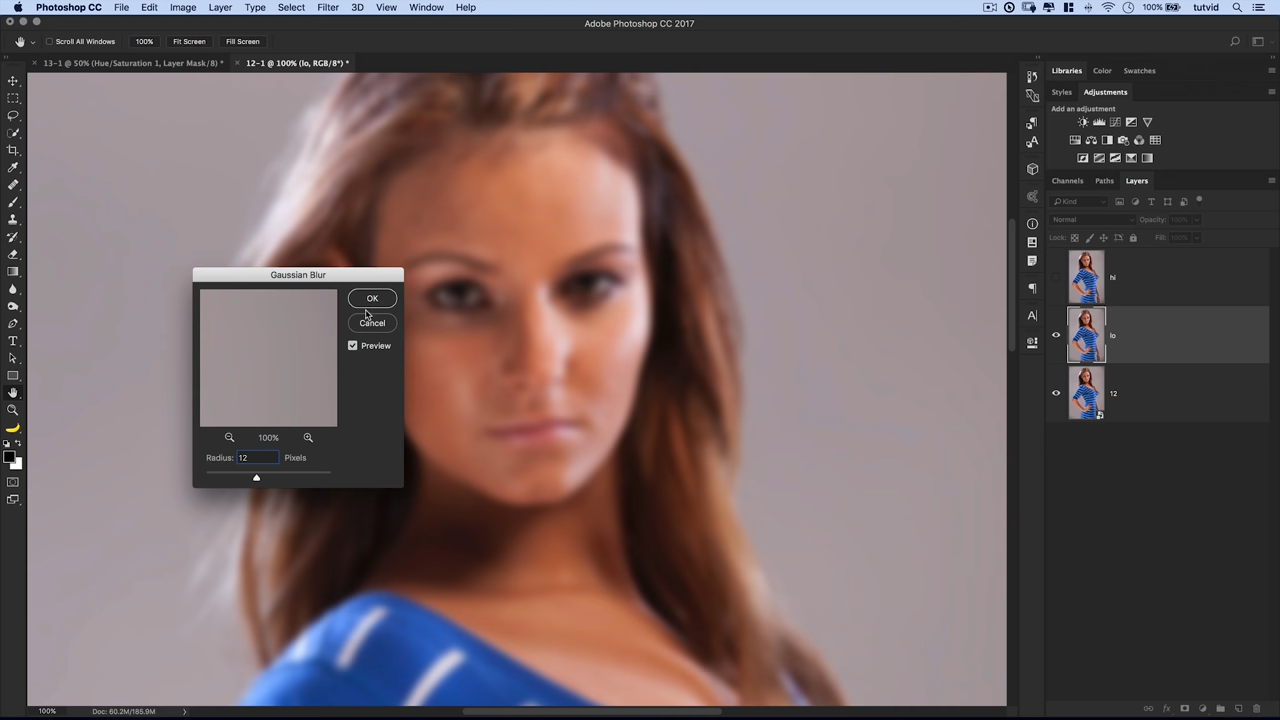 Photoshop CC File Edit Image Layer Type Select Filter 3D View Window Help 100% tutvid
Adobe Photoshop CC 2017
Scroll All Windows 100% Fit Screen Fill Screen
13-1 @ 50% (Hue/Saturation 1, Layer Mask/8) * 12-1 @ 100% (lo, RGB/8*) *
Libraries Color Swatches
Styles Adjustments
Add an adjustment
Channels Paths Layers
Kind
Normal Opacity: 100%
Lock: Fill: 100%
hi
lo
12
Gaussian Blur
OK
Cancel
Preview
100%
Radius: 12 Pixels
100% Doc: 60.2M/185.9M